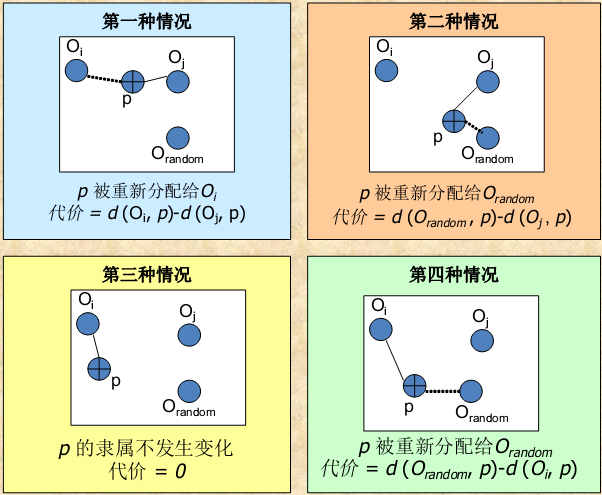 第一种情况
Oi
Oj
p
Orandom
p 被重新分配给Oi
代价 = d (Oi, p)-d (Oj, p)
第二种情况
Oi
Oj
p
Orandom
p 被重新分配给Orandom
代价 = d (Orandom, p)-d (Oj, p)
第三种情况
Oi
Oj
p
Orandom
p 的隶属不发生变化
代价 = 0
第四种情况
Oi
Oj
p
Orandom
p 被重新分配给Orandom
代价 = d (Orandom, p)-d (Oi, p)